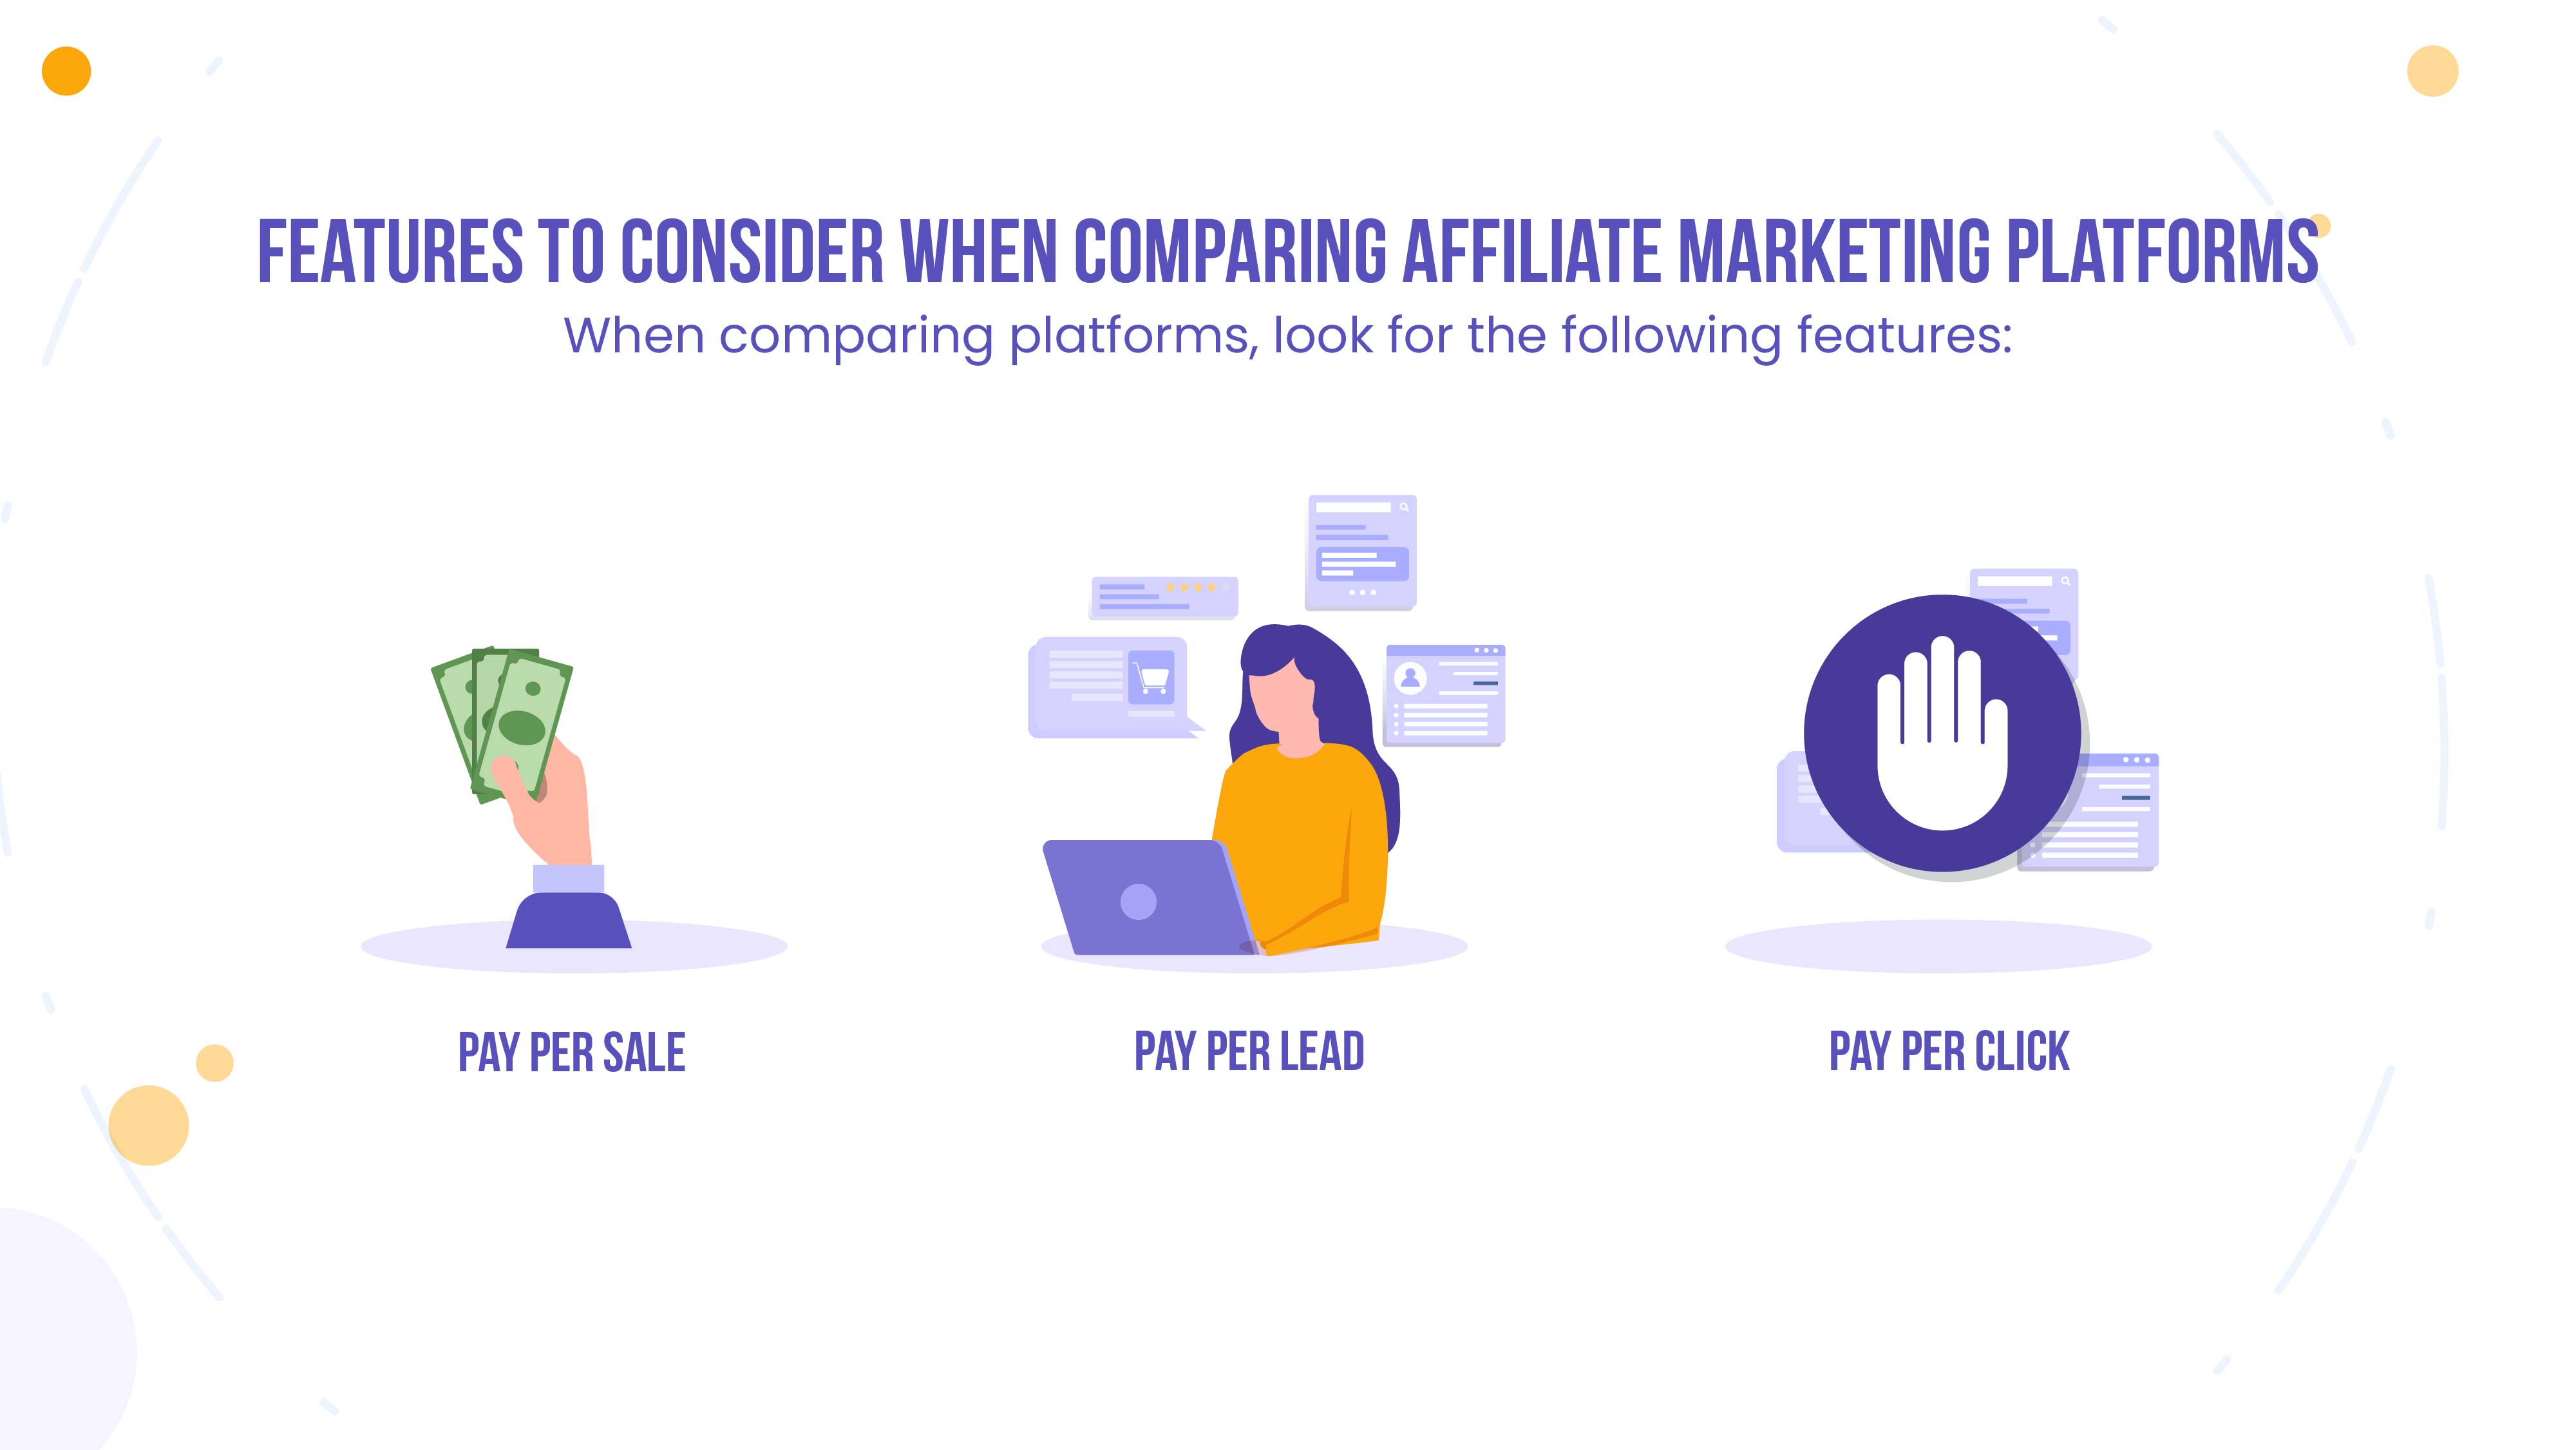 FEATURES TO CONSIDER WHEN COMPARING AFFILIATE MARKETING PLATFORMS
When comparing platforms, look for the following features:
PAY PER SALE
PAY PER LEAD
PAY PER CLICK